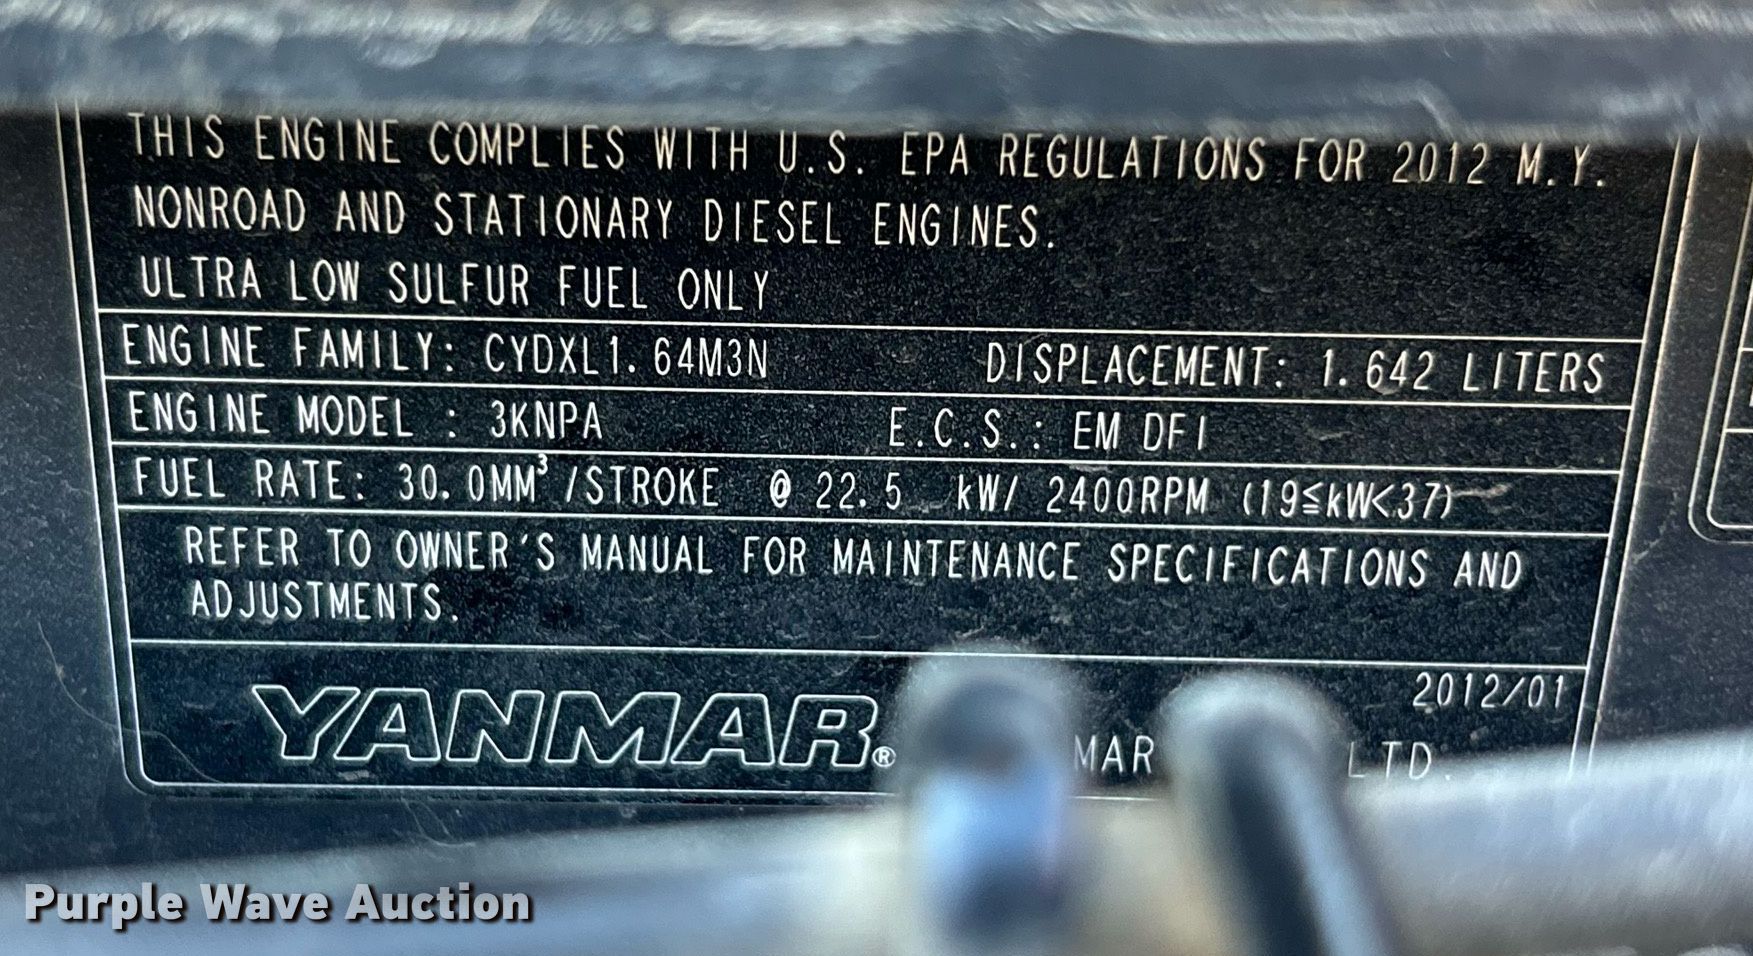 THIS ENGINE COMPLIES WITH U.S. EPA REGULATIONS FOR 2012 M.Y.
NONROAD AND STATIONARY DIESEL ENGINES.
ULTRA LOW SULFUR FUEL ONLY
ENGINE FAMILY: CYDXL1.64M3N DISPLACEMENT: 1.642 LITERS
ENGINE MODEL : 3KNPA E.C.S.: EM DFI
FUEL RATE: 30.0MM³/STROKE @ 22.5 kW/ 2400RPM (19≦kW<37)
REFER TO OWNER'S MANUAL FOR MAINTENANCE SPECIFICATIONS AND
ADJUSTMENTS.
2012/01
YANMAR® MAR LTD.
Purple Wave Auction